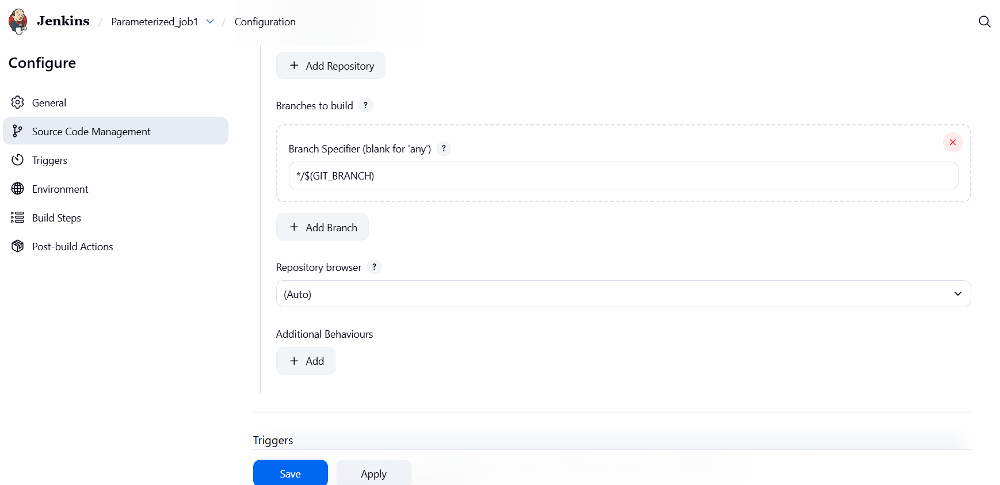 Jenkins / Parameterized_job1 / Configuration
Configure
General
Source Code Management
Triggers
Environment
Build Steps
Post-build Actions
+ Add Repository
Branches to build ?
Branch Specifier (blank for 'any') ?
*/$(GIT_BRANCH)
+ Add Branch
Repository browser ?
(Auto)
Additional Behaviours
+ Add
Triggers
Save Apply